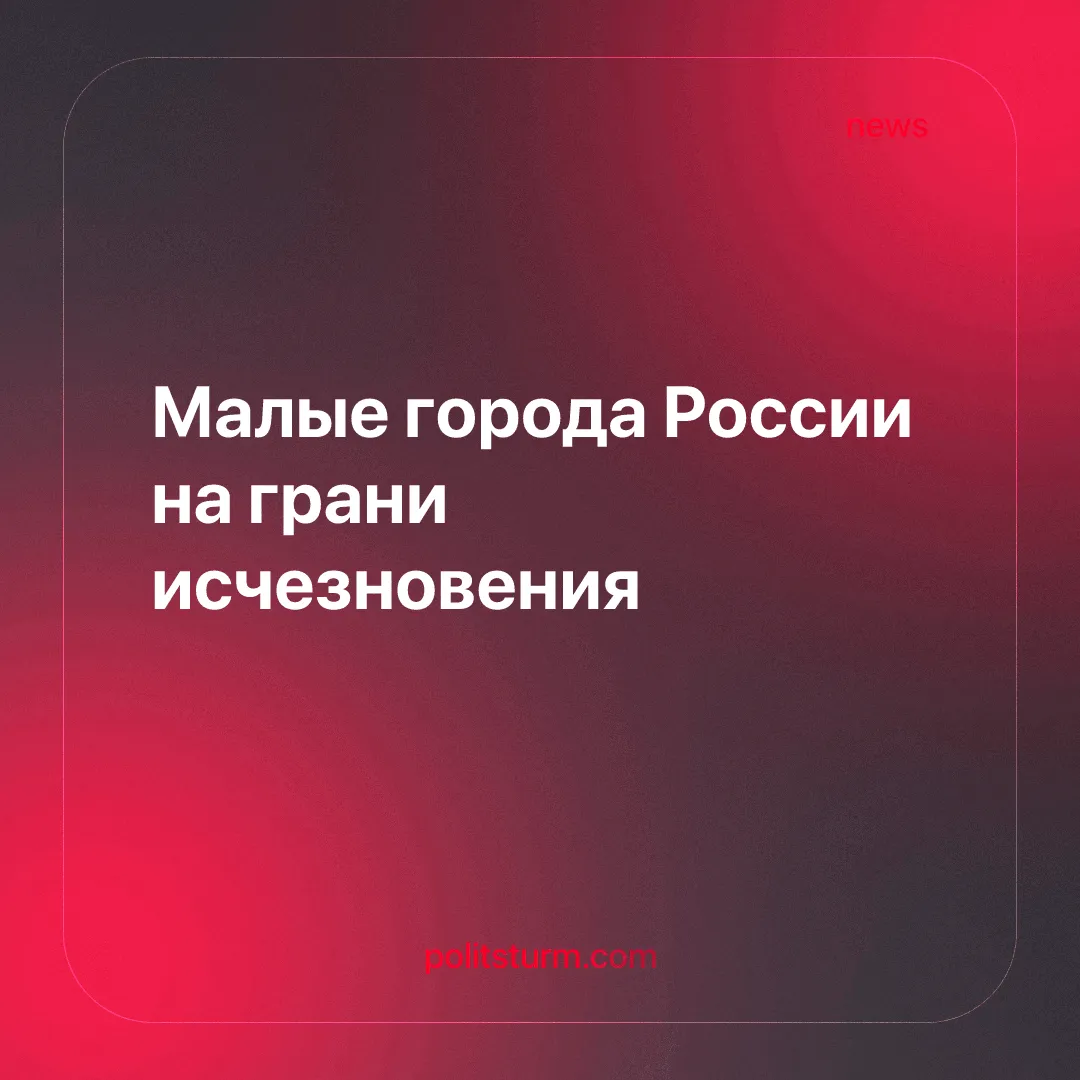 news
Малые города России
на грани
исчезновения
politsturm.com